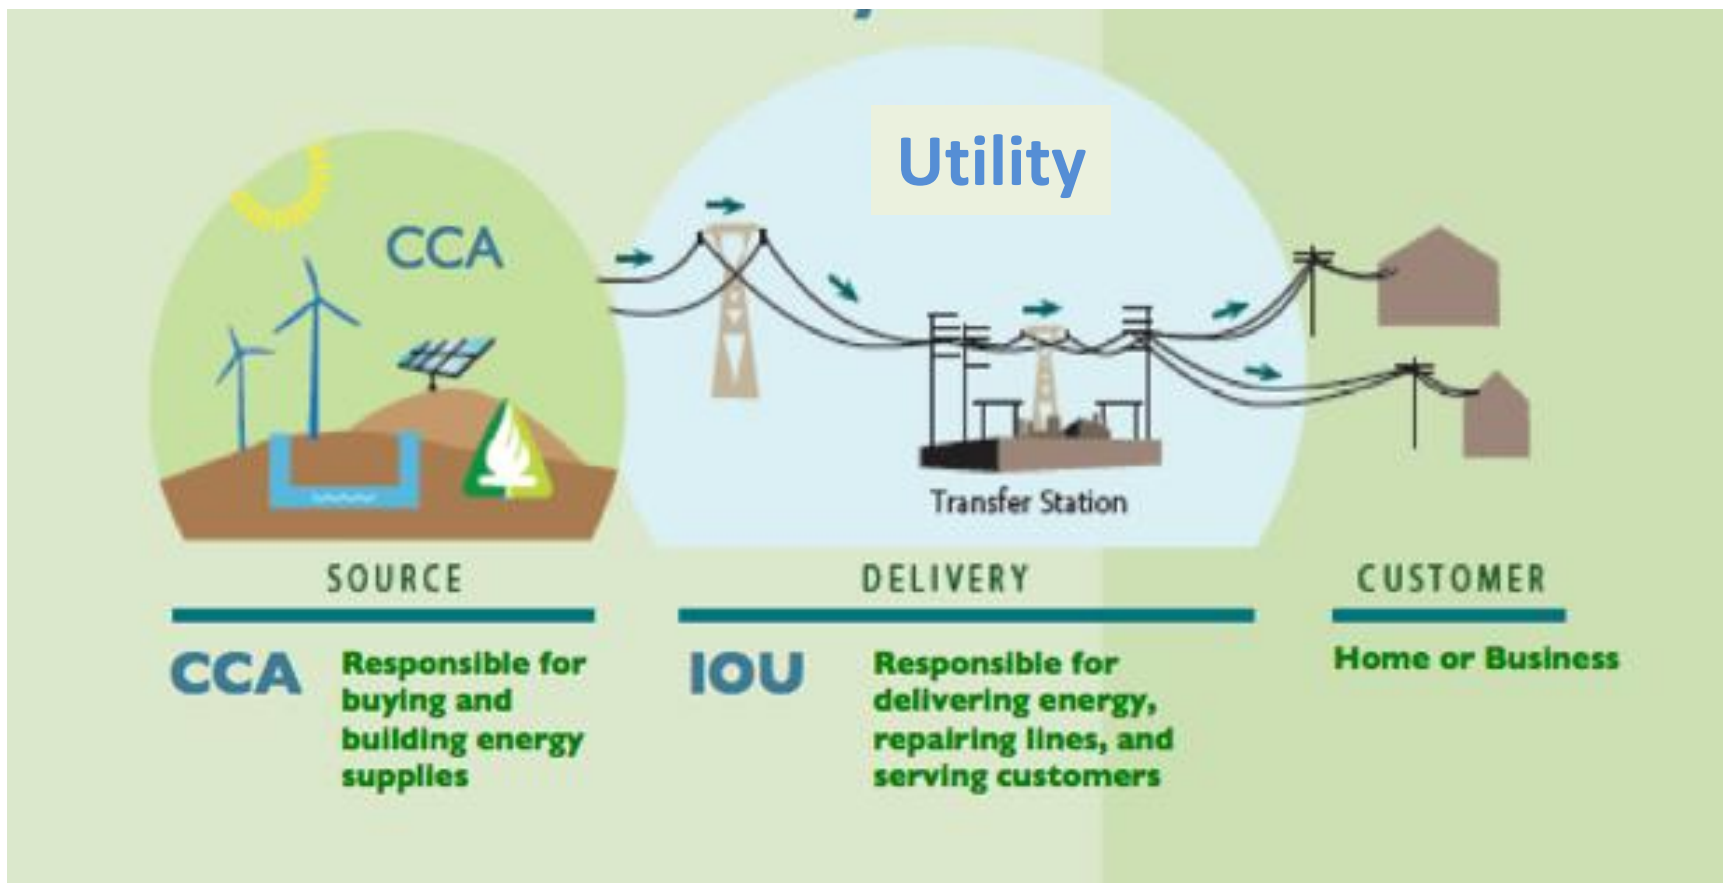 Utility
CCA
Transfer Station
SOURCE
DELIVERY
CUSTOMER
CCA
Responsible for
buying and
building energy
supplies
IOU
Responsible for
delivering energy,
repairing lines, and
serving customers
Home or Business